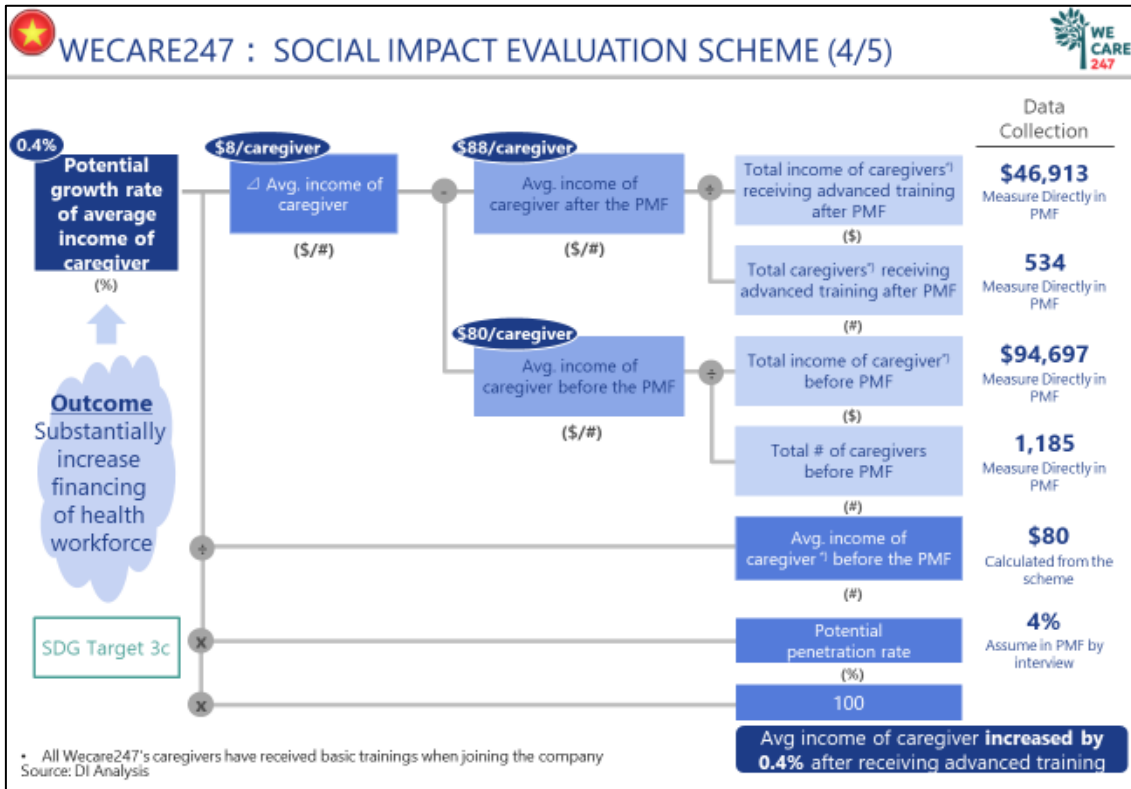 WECARE247 : SOCIAL IMPACT EVALUATION SCHEME (4/5)
WE
CARE
247
Data
Collection
0.4%
Potential
growth rate
of average
income of
caregiver
(%)
$8/caregiver
⊿ Avg. income of
caregiver
($/#)
-
$88/caregiver
Avg. income of
caregiver after the PMF
($/#)
÷
Total income of caregivers*)
receiving advanced training
after PMF
($)
$46,913
Measure Directly in
PMF
Total caregivers*) receiving
advanced training after PMF
(#)
534
Measure Directly in
PMF
$80/caregiver
Avg. income of
caregiver before the PMF
($/#)
÷
Total income of caregiver*)
before PMF
($)
$94,697
Measure Directly in
PMF
Total # of caregivers
before PMF
(#)
1,185
Measure Directly in
PMF
Outcome
Substantially
increase
financing
of health
workforce
÷
Avg. income of
caregiver*) before the PMF
(#)
$80
Calculated from the
scheme
SDG Target 3c
x
Potential
penetration rate
(%)
4%
Assume in PMF by
interview
x
100
• All Wecare247's caregivers have received basic trainings when joining the company
Source: DI Analysis
Avg income of caregiver increased by
0.4% after receiving advanced training